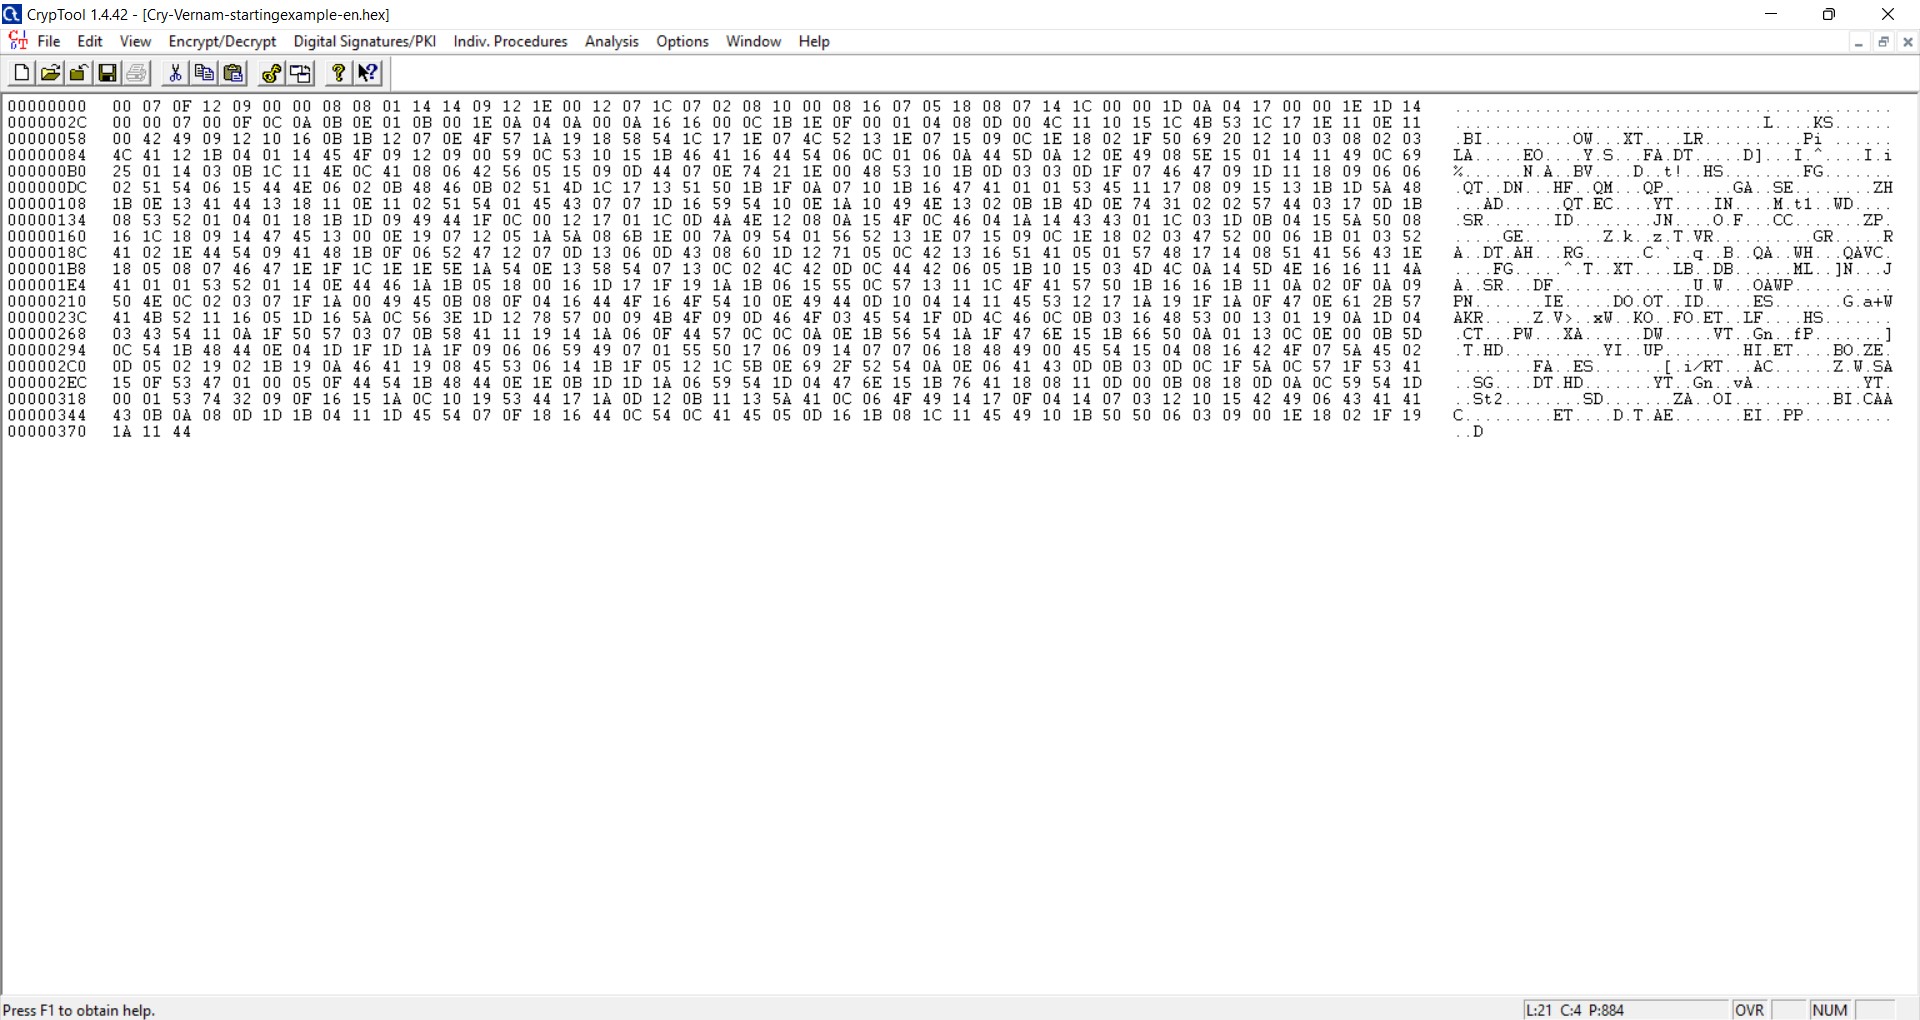 CrypTool 1.4.42 - [Cry-Vernam-startingexample-en.hex]
File Edit View Encrypt/Decrypt Digital Signatures/PKI Indiv. Procedures Analysis Options Window Help
00000000 00 07 0F 12 09 00 00 08 08 01 14 14 09 12 1E 00 12 07 1C 07 02 08 10 00 08 16 07 05 18 08 07 14 1C 00 00 1D 0A 04 17 00 00 1E 1D 14 ............................................
0000002C 00 00 07 00 0F 0C 0A 0B 0E 01 0B 00 1E 0A 04 0A 00 0A 16 16 00 0C 1B 1E 0F 00 01 04 08 0D 00 4C 11 10 15 1C 4B 53 1C 17 1E 11 0E 11 ...............................L....KS......
00000058 00 42 49 09 12 10 16 0B 1B 12 07 0E 4F 57 1A 19 18 58 54 1C 17 1E 07 4C 52 13 1E 07 15 09 0C 1E 18 02 1F 50 69 20 12 10 03 08 02 03 .BI.........OW...XT....LR..........Pi ......
00000084 4C 41 12 1B 04 01 14 45 4F 09 12 09 00 59 0C 53 10 15 1B 46 41 16 44 54 06 0C 01 06 0A 44 5D 0A 12 0E 49 08 5E 15 01 14 11 49 0C 69 LA.....EO....Y.S...FA.DT.....D]...I.^....I.i
000000B0 25 01 14 03 0B 1C 11 4E 0C 41 08 06 42 56 05 15 09 0D 44 07 0E 74 21 1E 00 48 53 10 1B 0D 03 03 0D 1F 07 46 47 09 1D 11 18 09 06 06 %......N.A..BV....D..t!..HS........FG.......
000000DC 02 51 54 06 15 44 4E 06 02 0B 48 46 0B 02 51 4D 1C 17 13 51 50 1B 1F 0A 07 10 1B 16 47 41 01 01 53 45 11 17 08 09 15 13 1B 1D 5A 48 .QT..DN...HF..QM...QP.......GA..SE........ZH
00000108 1B 0E 13 41 44 13 18 11 0E 11 02 51 54 01 45 43 07 07 1D 16 59 54 10 0E 1A 10 49 4E 13 02 0B 1B 4D 0E 74 31 02 02 57 44 03 17 0D 1B ...AD......QT.EC....YT....IN....M.t1..WD....
00000134 08 53 52 01 04 01 18 1B 1D 09 49 44 1F 0C 00 12 17 01 1C 0D 4A 4E 12 08 0A 15 4F 0C 46 04 1A 14 43 43 01 1C 03 1D 0B 04 15 5A 50 08 .SR.......ID........JN....O.F...CC.......ZP.
00000160 16 1C 18 09 14 47 45 13 00 0E 19 07 12 05 1A 5A 08 6B 1E 00 7A 09 54 01 56 52 13 1E 07 15 09 0C 1E 18 02 03 47 52 00 06 1B 01 03 52 .....GE........Z.k..z.T.VR..........GR.....R
0000018C 41 02 1E 44 54 09 41 48 1B 0F 06 52 47 12 07 0D 13 06 0D 43 08 60 1D 12 71 05 0C 42 13 16 51 41 05 01 57 48 17 14 08 51 41 56 43 1E A..DT.AH...RG......C.`..q..B..QA..WH...QAVC.
000001B8 18 05 08 07 46 47 1E 1F 1C 1E 1E 5E 1A 54 0E 13 58 54 07 13 0C 02 4C 42 0D 0C 44 42 06 05 1B 10 15 03 4D 4C 0A 14 5D 4E 16 16 11 4A ....FG.....^.T..XT....LB..DB......ML..]N...J
000001E4 41 01 01 53 52 01 14 0E 44 46 1A 1B 05 18 00 16 1D 17 1F 19 1A 1B 06 15 55 0C 57 13 11 1C 4F 41 57 50 1B 16 16 1B 11 0A 02 0F 0A 09 A..SR...DF..............U.W...OAWP..........
00000210 50 4E 0C 02 03 07 1F 1A 00 49 45 0B 08 0F 04 16 44 4F 16 4F 54 10 0E 49 44 0D 10 04 14 11 45 53 12 17 1A 19 1F 1A 0F 47 0E 61 2B 57 PN.......IE.....DO.OT..ID.....ES.......G.a+W
0000023C 41 4B 52 11 16 05 1D 16 5A 0C 56 3E 1D 12 78 57 00 09 4B 4F 09 0D 46 4F 03 45 54 1F 0D 4C 46 0C 0B 03 16 48 53 00 13 01 19 0A 1D 04 AKR.....Z.V>..xW..KO..FO.ET..LF....HS.......
00000268 03 43 54 11 0A 1F 50 57 03 07 0B 58 41 11 19 14 1A 06 0F 44 57 0C 0C 0A 0E 1B 56 54 1A 1F 47 6E 15 1B 66 50 0A 01 13 0C 0E 00 0B 5D .CT...PW...XA......DW.....VT..Gn..fP.......]
00000294 0C 54 1B 48 44 0E 04 1D 1F 1D 1A 1F 09 06 06 59 49 07 01 55 50 17 06 09 14 07 07 06 18 48 49 00 45 54 15 04 08 16 42 4F 07 5A 45 02 .T.HD..........YI..UP........HI.ET....BO.ZE.
000002C0 0D 05 02 19 02 1B 19 0A 46 41 19 08 45 53 06 14 1B 1F 05 12 1C 5B 0E 69 2F 52 54 0A 0E 06 41 43 0D 0B 03 0D 0C 1F 5A 0C 57 1F 53 41 ........FA..ES.......[.i/RT...AC......Z.W.SA
000002EC 15 0F 53 47 01 00 05 0F 44 54 1B 48 44 0E 1E 0B 1D 1D 1A 06 59 54 1D 04 47 6E 15 1B 76 41 18 08 11 0D 00 0B 08 18 0D 0A 0C 59 54 1D ..SG....DT.HD.......YT..Gn..vA...........YT.
00000318 00 01 53 74 32 09 0F 16 15 1A 0C 10 19 53 44 17 1A 0D 12 0B 11 13 5A 41 0C 06 4F 49 14 17 0F 04 14 07 03 12 10 15 42 49 06 43 41 41 ..St2........SD.......ZA..OI..........BI.CAA
00000344 43 0B 0A 08 0D 1D 1B 04 11 1D 45 54 07 0F 18 16 44 0C 54 0C 41 45 05 0D 16 1B 08 1C 11 45 49 10 1B 50 50 06 03 09 00 1E 18 02 1F 19 C.........ET....D.T.AE.......EI..PP.........
00000370 1A 11 44 ..D
Press F1 to obtain help. L:21 C:4 P:884 OVR NUM